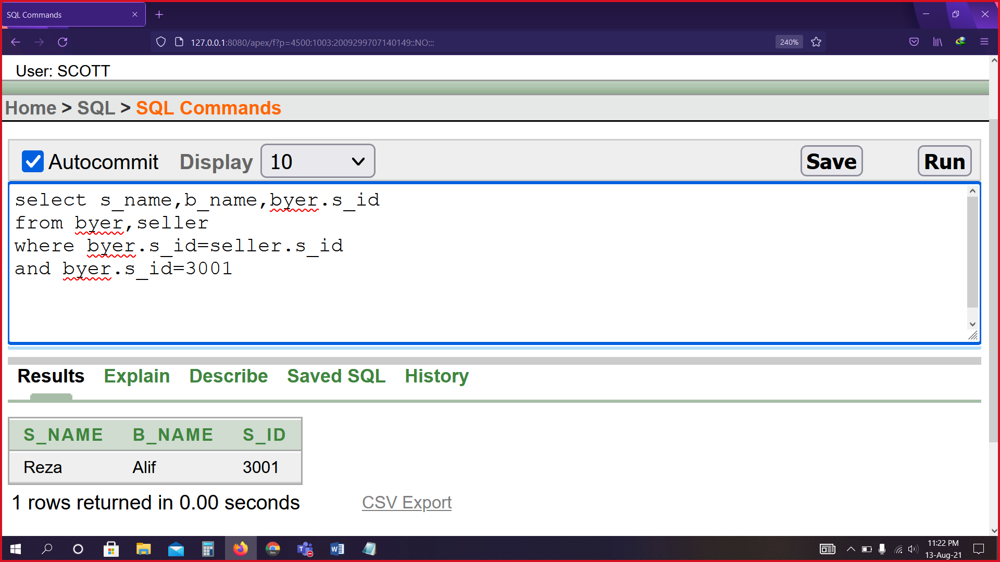 SQL Commands
127.0.0.1:8080/apex/f?p=4500:1003:2009299707140149::NO:::
240%
User: SCOTT
Home > SQL > SQL Commands
Autocommit Display 10 Save Run
select s_name,b_name,byer.s_id
from byer,seller
where byer.s_id=seller.s_id
and byer.s_id=3001
Results Explain Describe Saved SQL History
S_NAME B_NAME S_ID
Reza Alif 3001
1 rows returned in 0.00 seconds CSV Export
11:22 PM
13-Aug-21